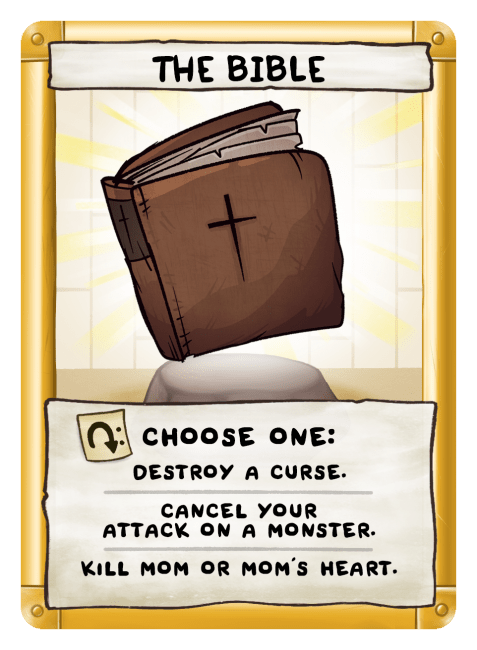 THE BIBLE
CHOOSE ONE:
DESTROY A CURSE.
CANCEL YOUR
ATTACK ON A MONSTER.
KILL MOM OR MOM'S HEART.